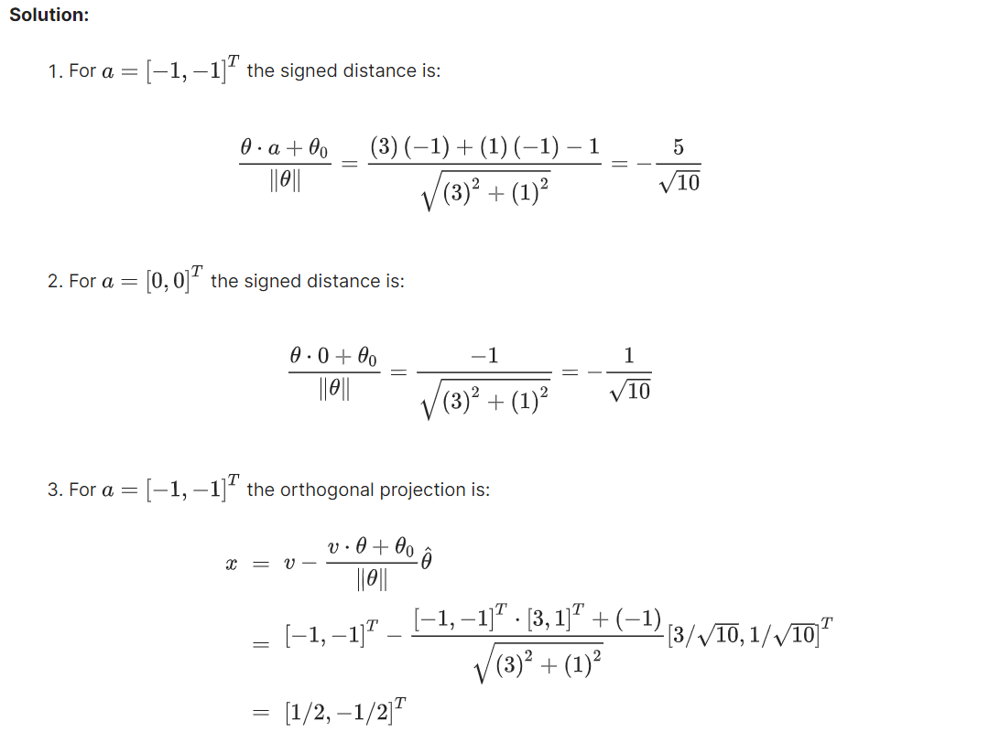 Solution:
1. For $a = [-1, -1]^T$ the signed distance is:
$\frac{\theta \cdot a + \theta_0}{\|\theta\|} = \frac{(3)(-1) + (1)(-1) - 1}{\sqrt{(3)^2 + (1)^2}} = -\frac{5}{\sqrt{10}}$
2. For $a = [0, 0]^T$ the signed distance is:
$\frac{\theta \cdot 0 + \theta_0}{\|\theta\|} = \frac{-1}{\sqrt{(3)^2 + (1)^2}} = -\frac{1}{\sqrt{10}}$
3. For $a = [-1, -1]^T$ the orthogonal projection is:
$x = v - \frac{v \cdot \theta + \theta_0}{\|\theta\|} \hat{\theta}$
$= [-1, -1]^T - \frac{[-1, -1]^T \cdot [3, 1]^T + (-1)}{\sqrt{(3)^2 + (1)^2}} [3/\sqrt{10}, 1/\sqrt{10}]^T$
$= [1/2, -1/2]^T$